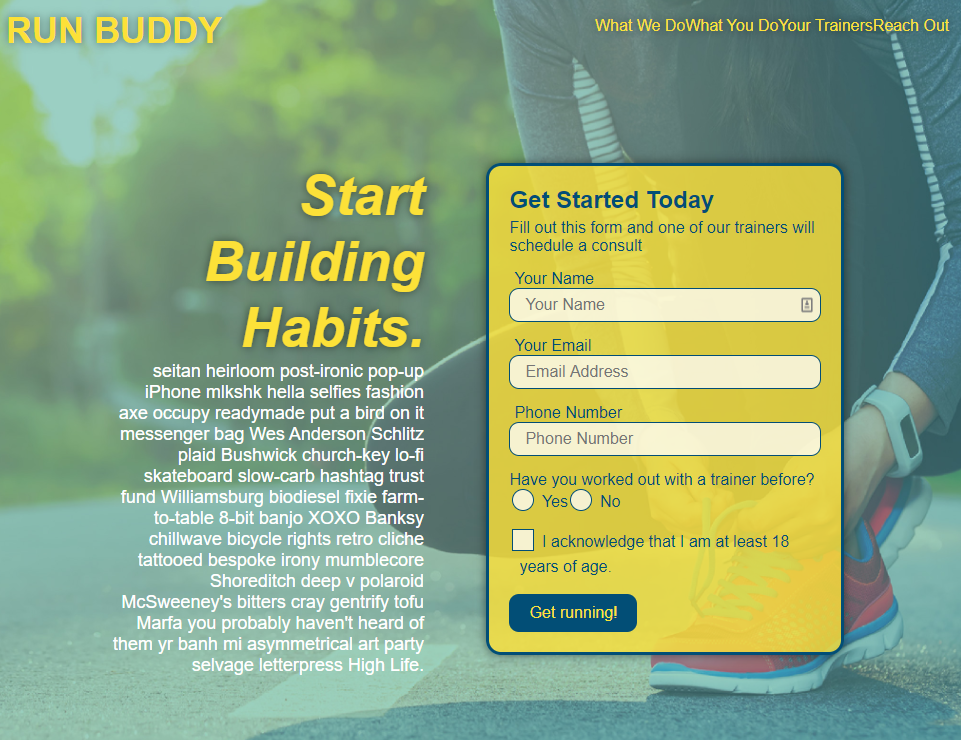 RUN BUDDY
What We DoWhat You DoYour TrainersReach Out
Start
Building
Habits.
seitan heirloom post-ironic pop-up
iPhone mlkshk hella selfies fashion
axe occupy readymade put a bird on it
messenger bag Wes Anderson Schlitz
plaid Bushwick church-key lo-fi
skateboard slow-carb hashtag trust
fund Williamsburg biodiesel fixie farm-
to-table 8-bit banjo XOXO Banksy
chillwave bicycle rights retro cliche
tattooed bespoke irony mumblecore
Shoreditch deep v polaroid
McSweeney's bitters cray gentrify tofu
Marfa you probably haven't heard of
them yr banh mi asymmetrical art party
selvage letterpress High Life.
Get Started Today
Fill out this form and one of our trainers will
schedule a consult
Your Name
Your Name
Your Email
Email Address
Phone Number
Phone Number
Have you worked out with a trainer before?
Yes No
I acknowledge that I am at least 18
years of age.
Get running!